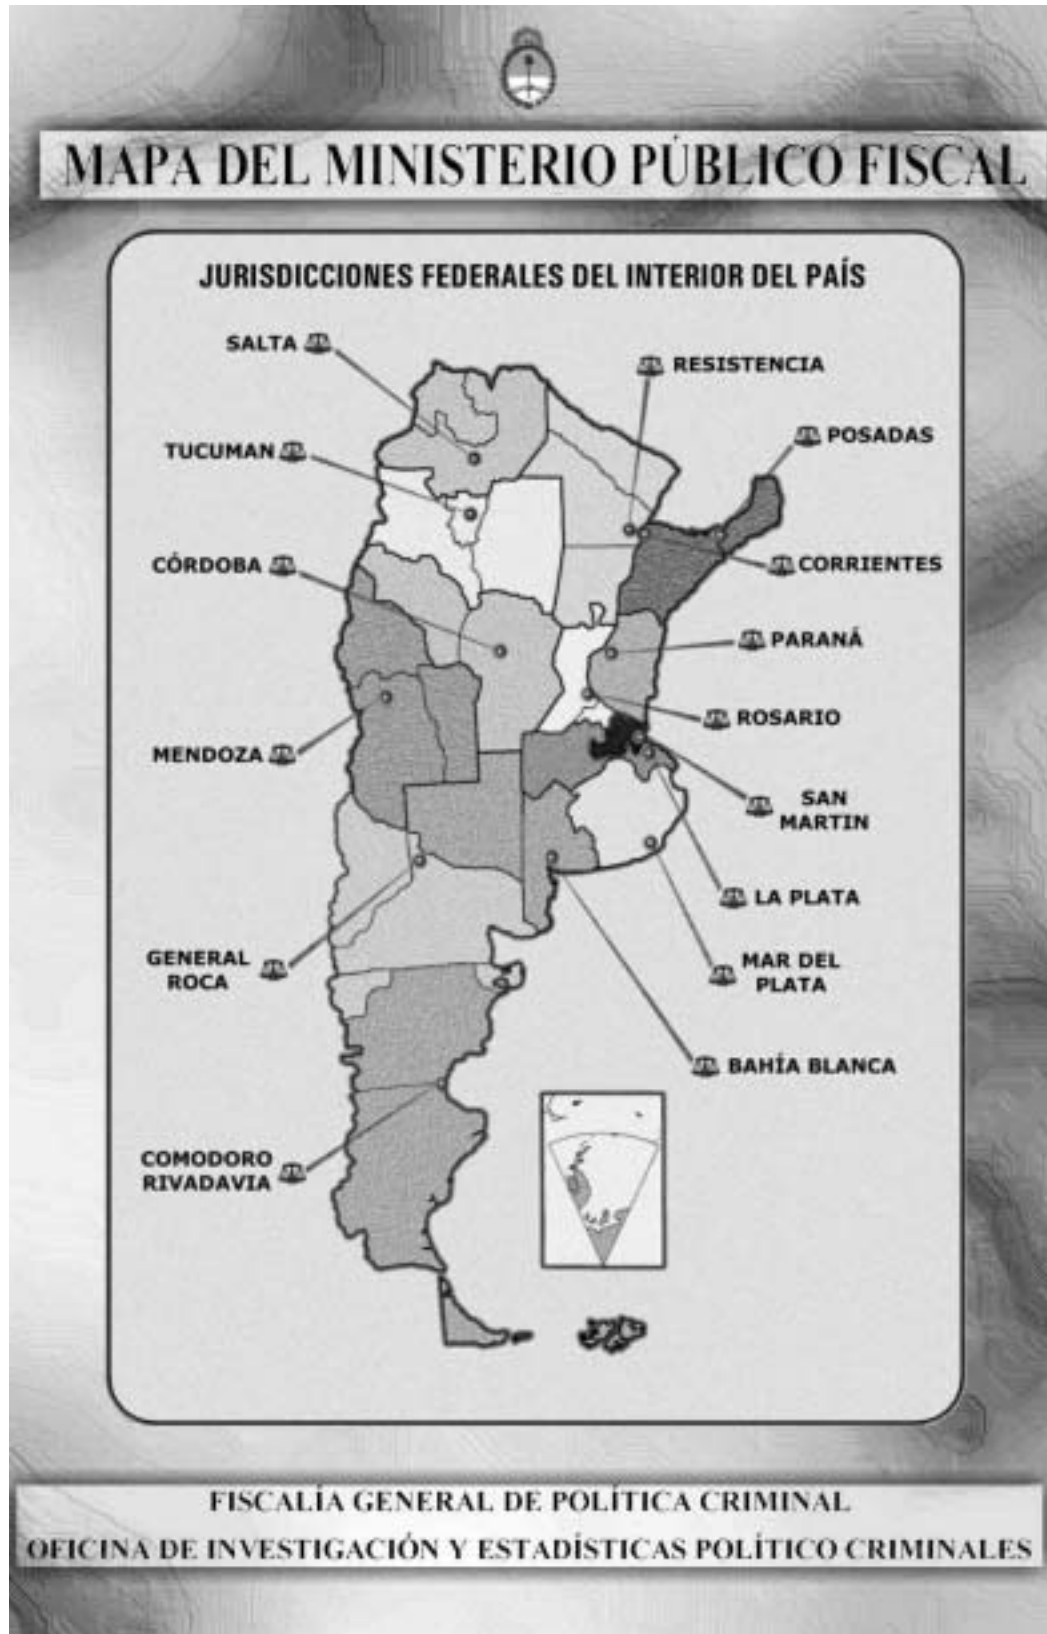 MAPA DEL MINISTERIO PÚBLICO FISCAL
JURISDICCIONES FEDERALES DEL INTERIOR DEL PAÍS
SALTA
RESISTENCIA
POSADAS
TUCUMAN
CÓRDOBA
CORRIENTES
PARANÁ
ROSARIO
MENDOZA
SAN
MARTIN
LA PLATA
GENERAL
ROCA
MAR DEL
PLATA
BAHÍA BLANCA
COMODORO
RIVADAVIA
FISCALÍA GENERAL DE POLÍTICA CRIMINAL
OFICINA DE INVESTIGACIÓN Y ESTADÍSTICAS POLÍTICO CRIMINALES